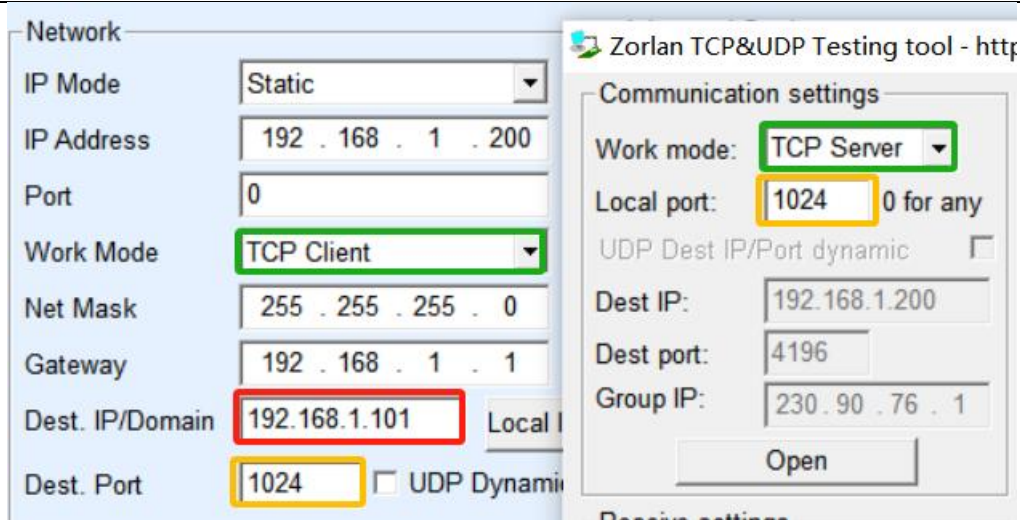 Network
IP Mode Static
IP Address 192 . 168 . 1 . 200
Port 0
Work Mode TCP Client
Net Mask 255 . 255 . 255 . 0
Gateway 192 . 168 . 1 . 1
Dest. IP/Domain 192.168.1.101 Local
Dest. Port 1024 UDP Dynami
Zorlan TCP&UDP Testing tool - http
Communication settings
Work mode: TCP Server
Local port: 1024 0 for any
UDP Dest IP/Port dynamic
Dest IP: 192.168.1.200
Dest port: 4196
Group IP: 230 . 90 . 76 . 1
Open